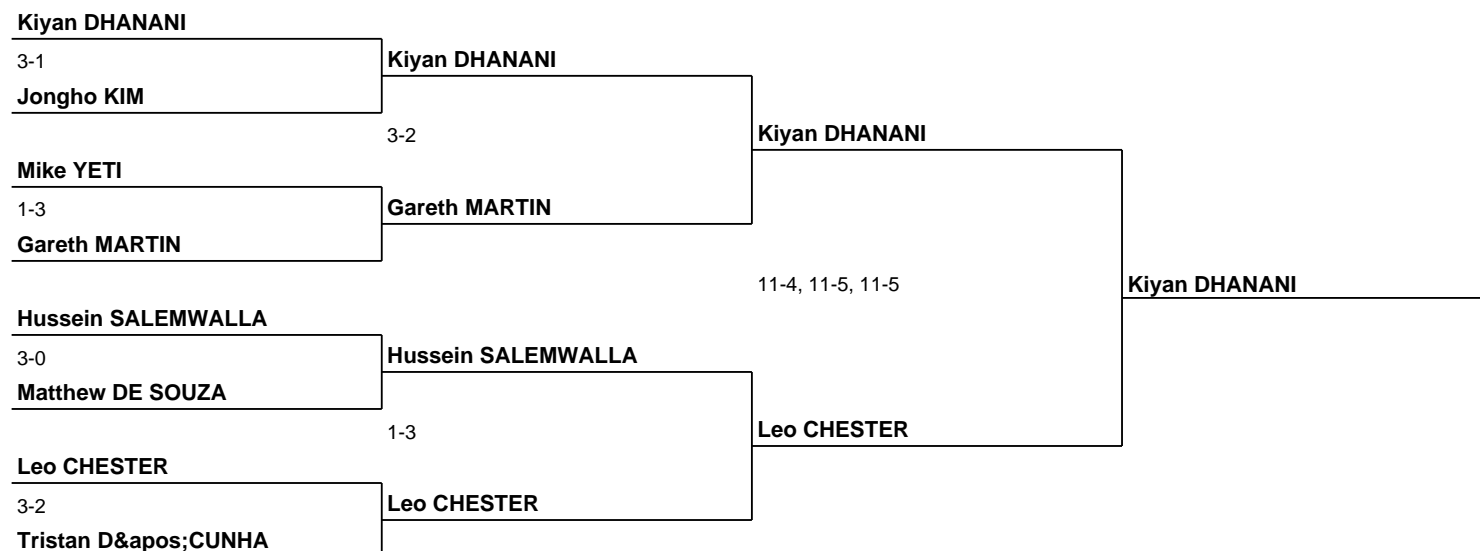 Kiyan DHANANI
3-1
Jongho KIM
Mike YETI
1-3
Gareth MARTIN
Hussein SALEMWALLA
3-0
Matthew DE SOUZA
Leo CHESTER
3-2
Tristan D&apos;CUNHA
Kiyan DHANANI
3-2
Gareth MARTIN
Hussein SALEMWALLA
1-3
Leo CHESTER
Kiyan DHANANI
11-4, 11-5, 11-5
Leo CHESTER
Kiyan DHANANI